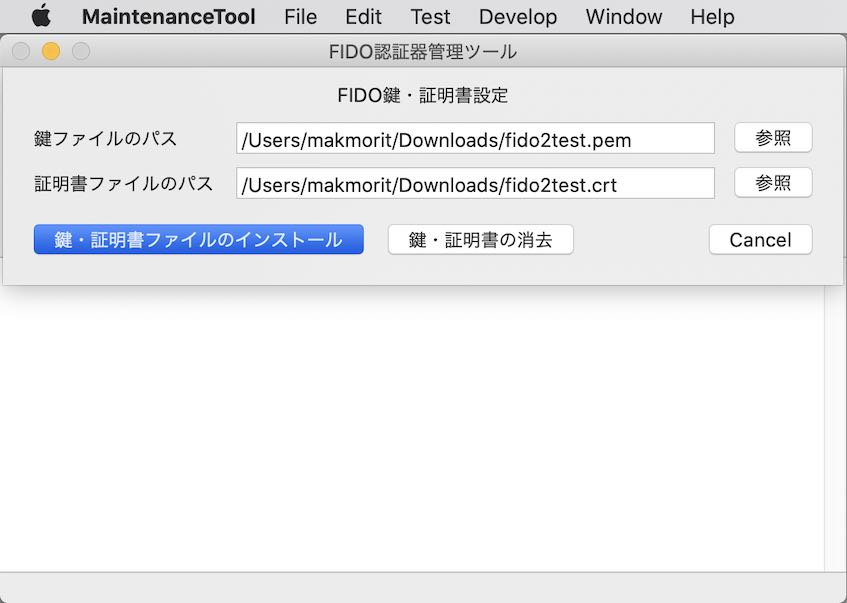 MaintenanceTool File Edit Test Develop Window Help
FIDO認証器管理ツール
FIDO鍵・証明書設定
鍵ファイルのパス /Users/makmorit/Downloads/fido2test.pem 参照
証明書ファイルのパス /Users/makmorit/Downloads/fido2test.crt 参照
鍵・証明書ファイルのインストール 鍵・証明書の消去 Cancel